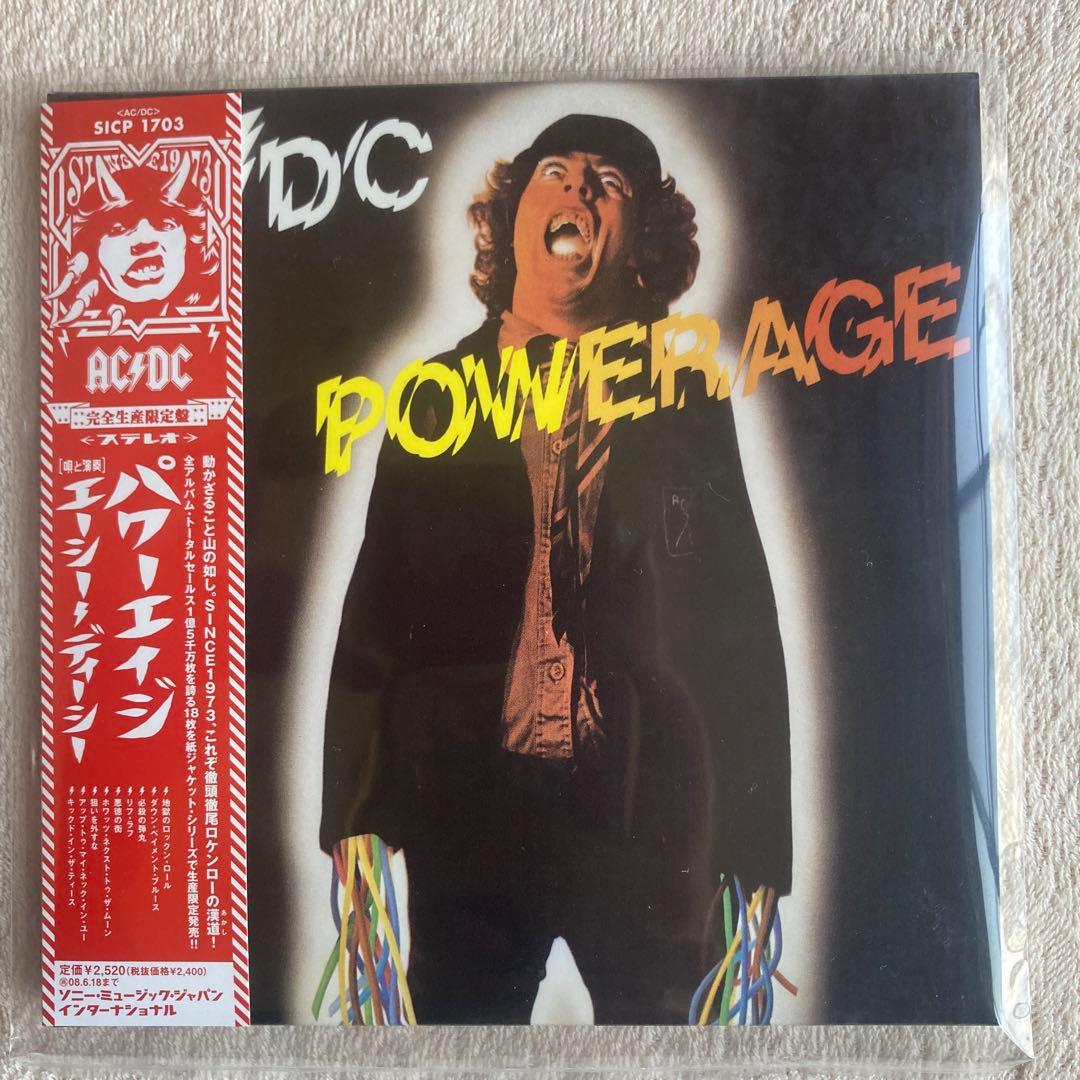 <AC/DC>
SICP 1703
SINCE1973
AC⚡DC
完全生産限定盤
←ステレオ→
パワーエイジ
[唄と演奏]
エーシー・ディーシー
動かざること山の如し。SINCE1973、これぞ徹頭徹尾ロケンローの漢道!
あかし
全アルバム・トータルセールス1億5千万枚を誇る18枚を紙ジャケット・シリーズで生産限定発売!!
地獄のロックン・ロール
ダウン・ペイメント・ブルース
必殺の弾丸
リフ・ラフ
悪徳の街
ホワッツ・ネクスト・トゥ・ザ・ムーン
狙いを外すな
アップ・トゥ・マイ・ネック・イン・ユー
キックド・イン・ザ・ティース
定価¥2,520(税抜価格¥2,400)
08.6.18まで
ソニー・ミュージック・ジャパン
インターナショナル
DC
POWERAGE